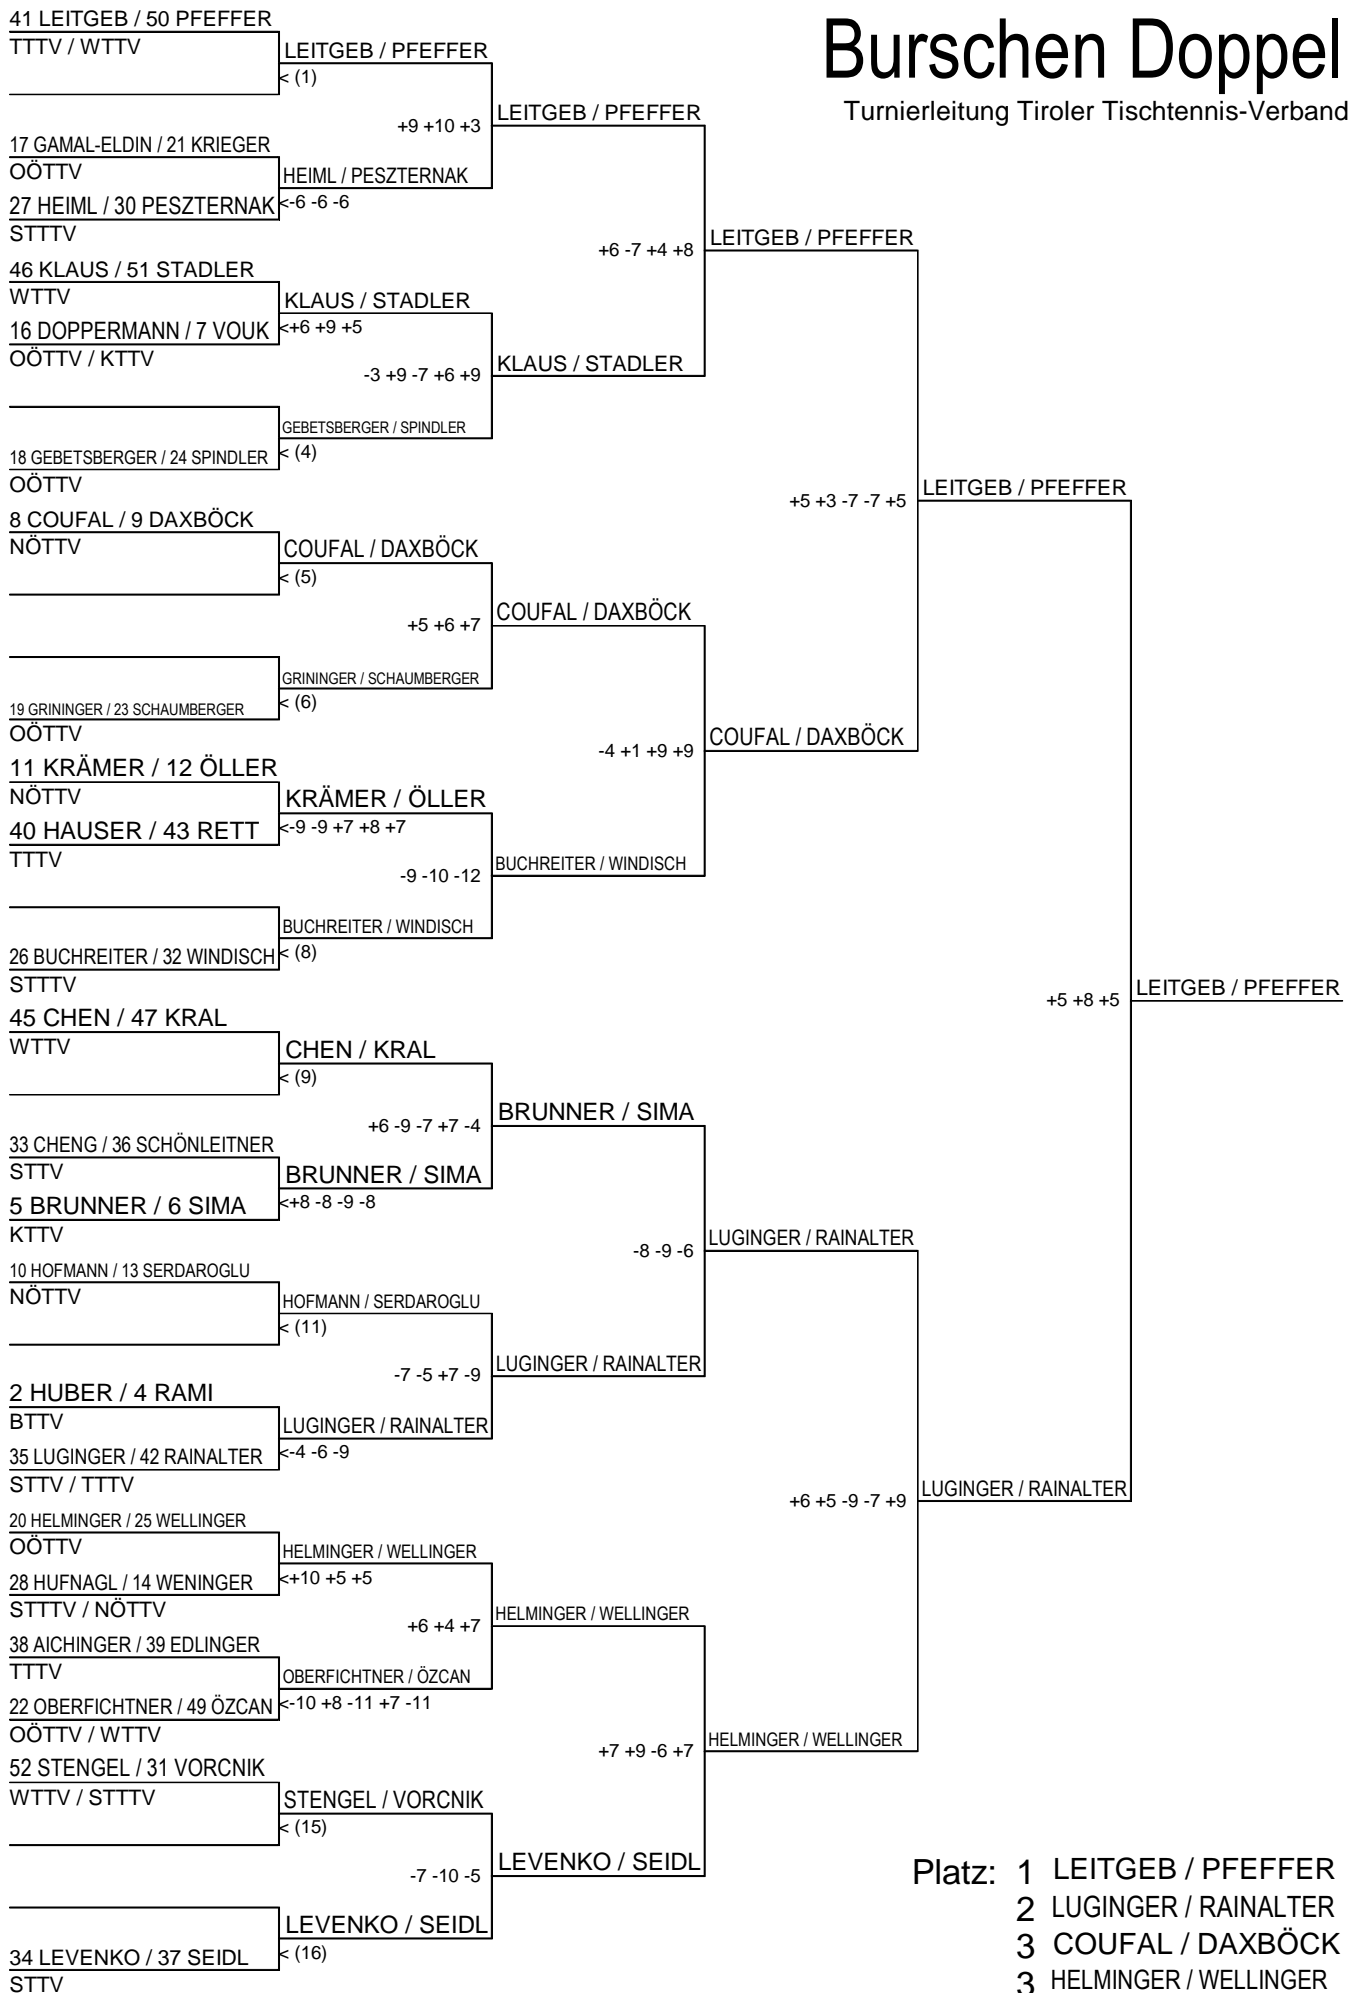 Burschen Doppel
Turnierleitung Tiroler Tischtennis-Verband
41 LEITGEB / 50 PFEFFER
TTTV / WTTV
17 GAMAL-ELDIN / 21 KRIEGER
OÖTTV
27 HEIML / 30 PESZTERNAK
STTTV
46 KLAUS / 51 STADLER
WTTV
16 DOPPERMANN / 7 VOUK
OÖTTV / KTTV
18 GEBETSBERGER / 24 SPINDLER
OÖTTV
8 COUFAL / 9 DAXBÖCK
NÖTTV
19 GRININGER / 23 SCHAUMBERGER
OÖTTV
11 KRÄMER / 12 ÖLLER
NÖTTV
40 HAUSER / 43 RETT
TTTV
26 BUCHREITER / 32 WINDISCH
STTTV
45 CHEN / 47 KRAL
WTTV
33 CHENG / 36 SCHÖNLEITNER
STTV
5 BRUNNER / 6 SIMA
KTTV
10 HOFMANN / 13 SERDAROGLU
NÖTTV
2 HUBER / 4 RAMI
BTTV
35 LUGINGER / 42 RAINALTER
STTV / TTTV
20 HELMINGER / 25 WELLINGER
OÖTTV
28 HUFNAGL / 14 WENINGER
STTTV / NÖTTV
38 AICHINGER / 39 EDLINGER
TTTV
22 OBERFICHTNER / 49 ÖZCAN
OÖTTV / WTTV
52 STENGEL / 31 VORCNIK
WTTV / STTTV
34 LEVENKO / 37 SEIDL
STTV
LEITGEB / PFEFFER
< (1)
HEIML / PESZTERNAK
<-6 -6 -6
KLAUS / STADLER
<+6 +9 +5
GEBETSBERGER / SPINDLER
< (4)
COUFAL / DAXBÖCK
< (5)
GRININGER / SCHAUMBERGER
< (6)
KRÄMER / ÖLLER
<-9 -9 +7 +8 +7
BUCHREITER / WINDISCH
< (8)
CHEN / KRAL
< (9)
BRUNNER / SIMA
<+8 -8 -9 -8
HOFMANN / SERDAROGLU
< (11)
LUGINGER / RAINALTER
<-4 -6 -9
HELMINGER / WELLINGER
<+10 +5 +5
OBERFICHTNER / ÖZCAN
<-10 +8 -11 +7 -11
STENGEL / VORCNIK
< (15)
LEVENKO / SEIDL
< (16)
LEITGEB / PFEFFER
+9 +10 +3
KLAUS / STADLER
-3 +9 -7 +6 +9
COUFAL / DAXBÖCK
+5 +6 +7
BUCHREITER / WINDISCH
-9 -10 -12
BRUNNER / SIMA
+6 -9 -7 +7 -4
LUGINGER / RAINALTER
-7 -5 +7 -9
HELMINGER / WELLINGER
+6 +4 +7
LEVENKO / SEIDL
-7 -10 -5
LEITGEB / PFEFFER
+6 -7 +4 +8
COUFAL / DAXBÖCK
-4 +1 +9 +9
LUGINGER / RAINALTER
-8 -9 -6
HELMINGER / WELLINGER
+7 +9 -6 +7
LEITGEB / PFEFFER
+5 +3 -7 -7 +5
LUGINGER / RAINALTER
+6 +5 -9 -7 +9
LEITGEB / PFEFFER
+5 +8 +5
Platz: 1 LEITGEB / PFEFFER
2 LUGINGER / RAINALTER
3 COUFAL / DAXBÖCK
3 HELMINGER / WELLINGER